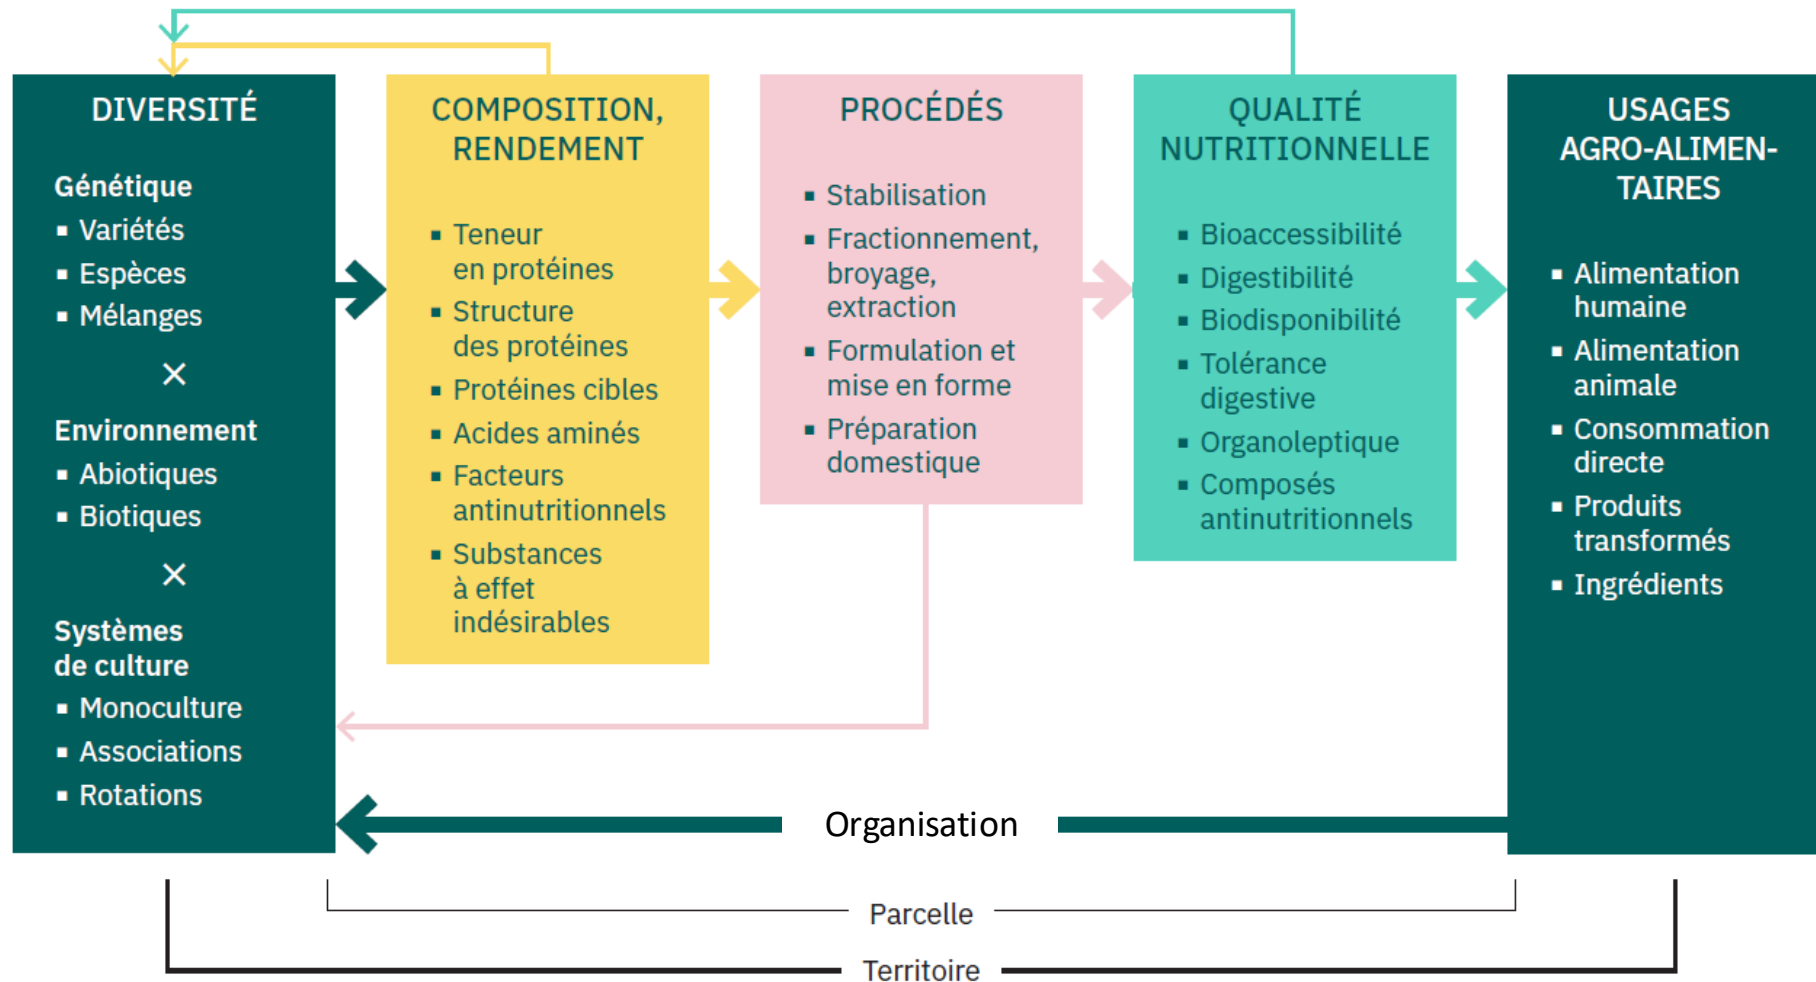 DIVERSITÉ
Génétique
▪ Variétés
▪ Espèces
▪ Mélanges
×
Environnement
▪ Abiotiques
▪ Biotiques
×
Systèmes
de culture
▪ Monoculture
▪ Associations
▪ Rotations
COMPOSITION,
RENDEMENT
▪ Teneur
en protéines
▪ Structure
des protéines
▪ Protéines cibles
▪ Acides aminés
▪ Facteurs
antinutritionnels
▪ Substances
à effet
indésirables
PROCÉDÉS
▪ Stabilisation
▪ Fractionnement,
broyage,
extraction
▪ Formulation et
mise en forme
▪ Préparation
domestique
QUALITÉ
NUTRITIONNELLE
▪ Bioaccessibilité
▪ Digestibilité
▪ Biodisponibilité
▪ Tolérance
digestive
▪ Organoleptique
▪ Composés
antinutritionnels
USAGES
AGRO-ALIMEN-
TAIRES
▪ Alimentation
humaine
▪ Alimentation
animale
▪ Consommation
directe
▪ Produits
transformés
▪ Ingrédients
Organisation
Parcelle
Territoire